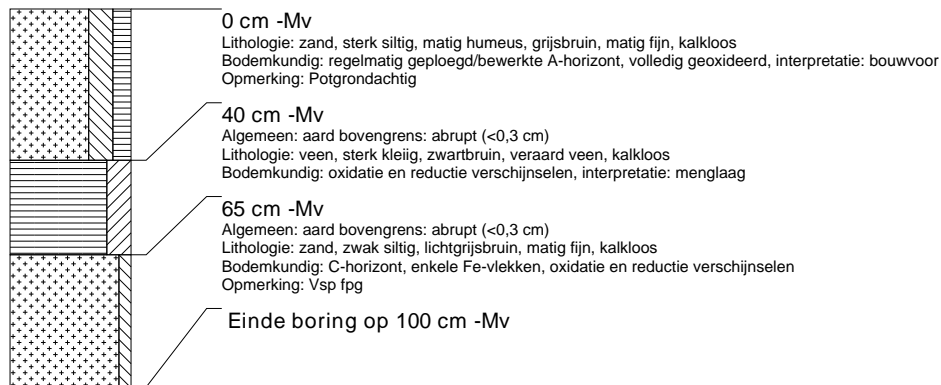 0 cm -Mv
Lithologie: zand, sterk siltig, matig humeus, grijsbruin, matig fijn, kalkloos
Bodemkundig: regelmatig geploegd/bewerkte A-horizont, volledig geoxideerd, interpretatie: bouwvoor
Opmerking: Potgrondachtig
40 cm -Mv
Algemeen: aard bovengrens: abrupt (<0,3 cm)
Lithologie: veen, sterk kleiig, zwartbruin, veraard veen, kalkloos
Bodemkundig: oxidatie en reductie verschijnselen, interpretatie: menglaag
65 cm -Mv
Algemeen: aard bovengrens: abrupt (<0,3 cm)
Lithologie: zand, zwak siltig, lichtgrijsbruin, matig fijn, kalkloos
Bodemkundig: C-horizont, enkele Fe-vlekken, oxidatie en reductie verschijnselen
Opmerking: Vsp fpg
Einde boring op 100 cm -Mv